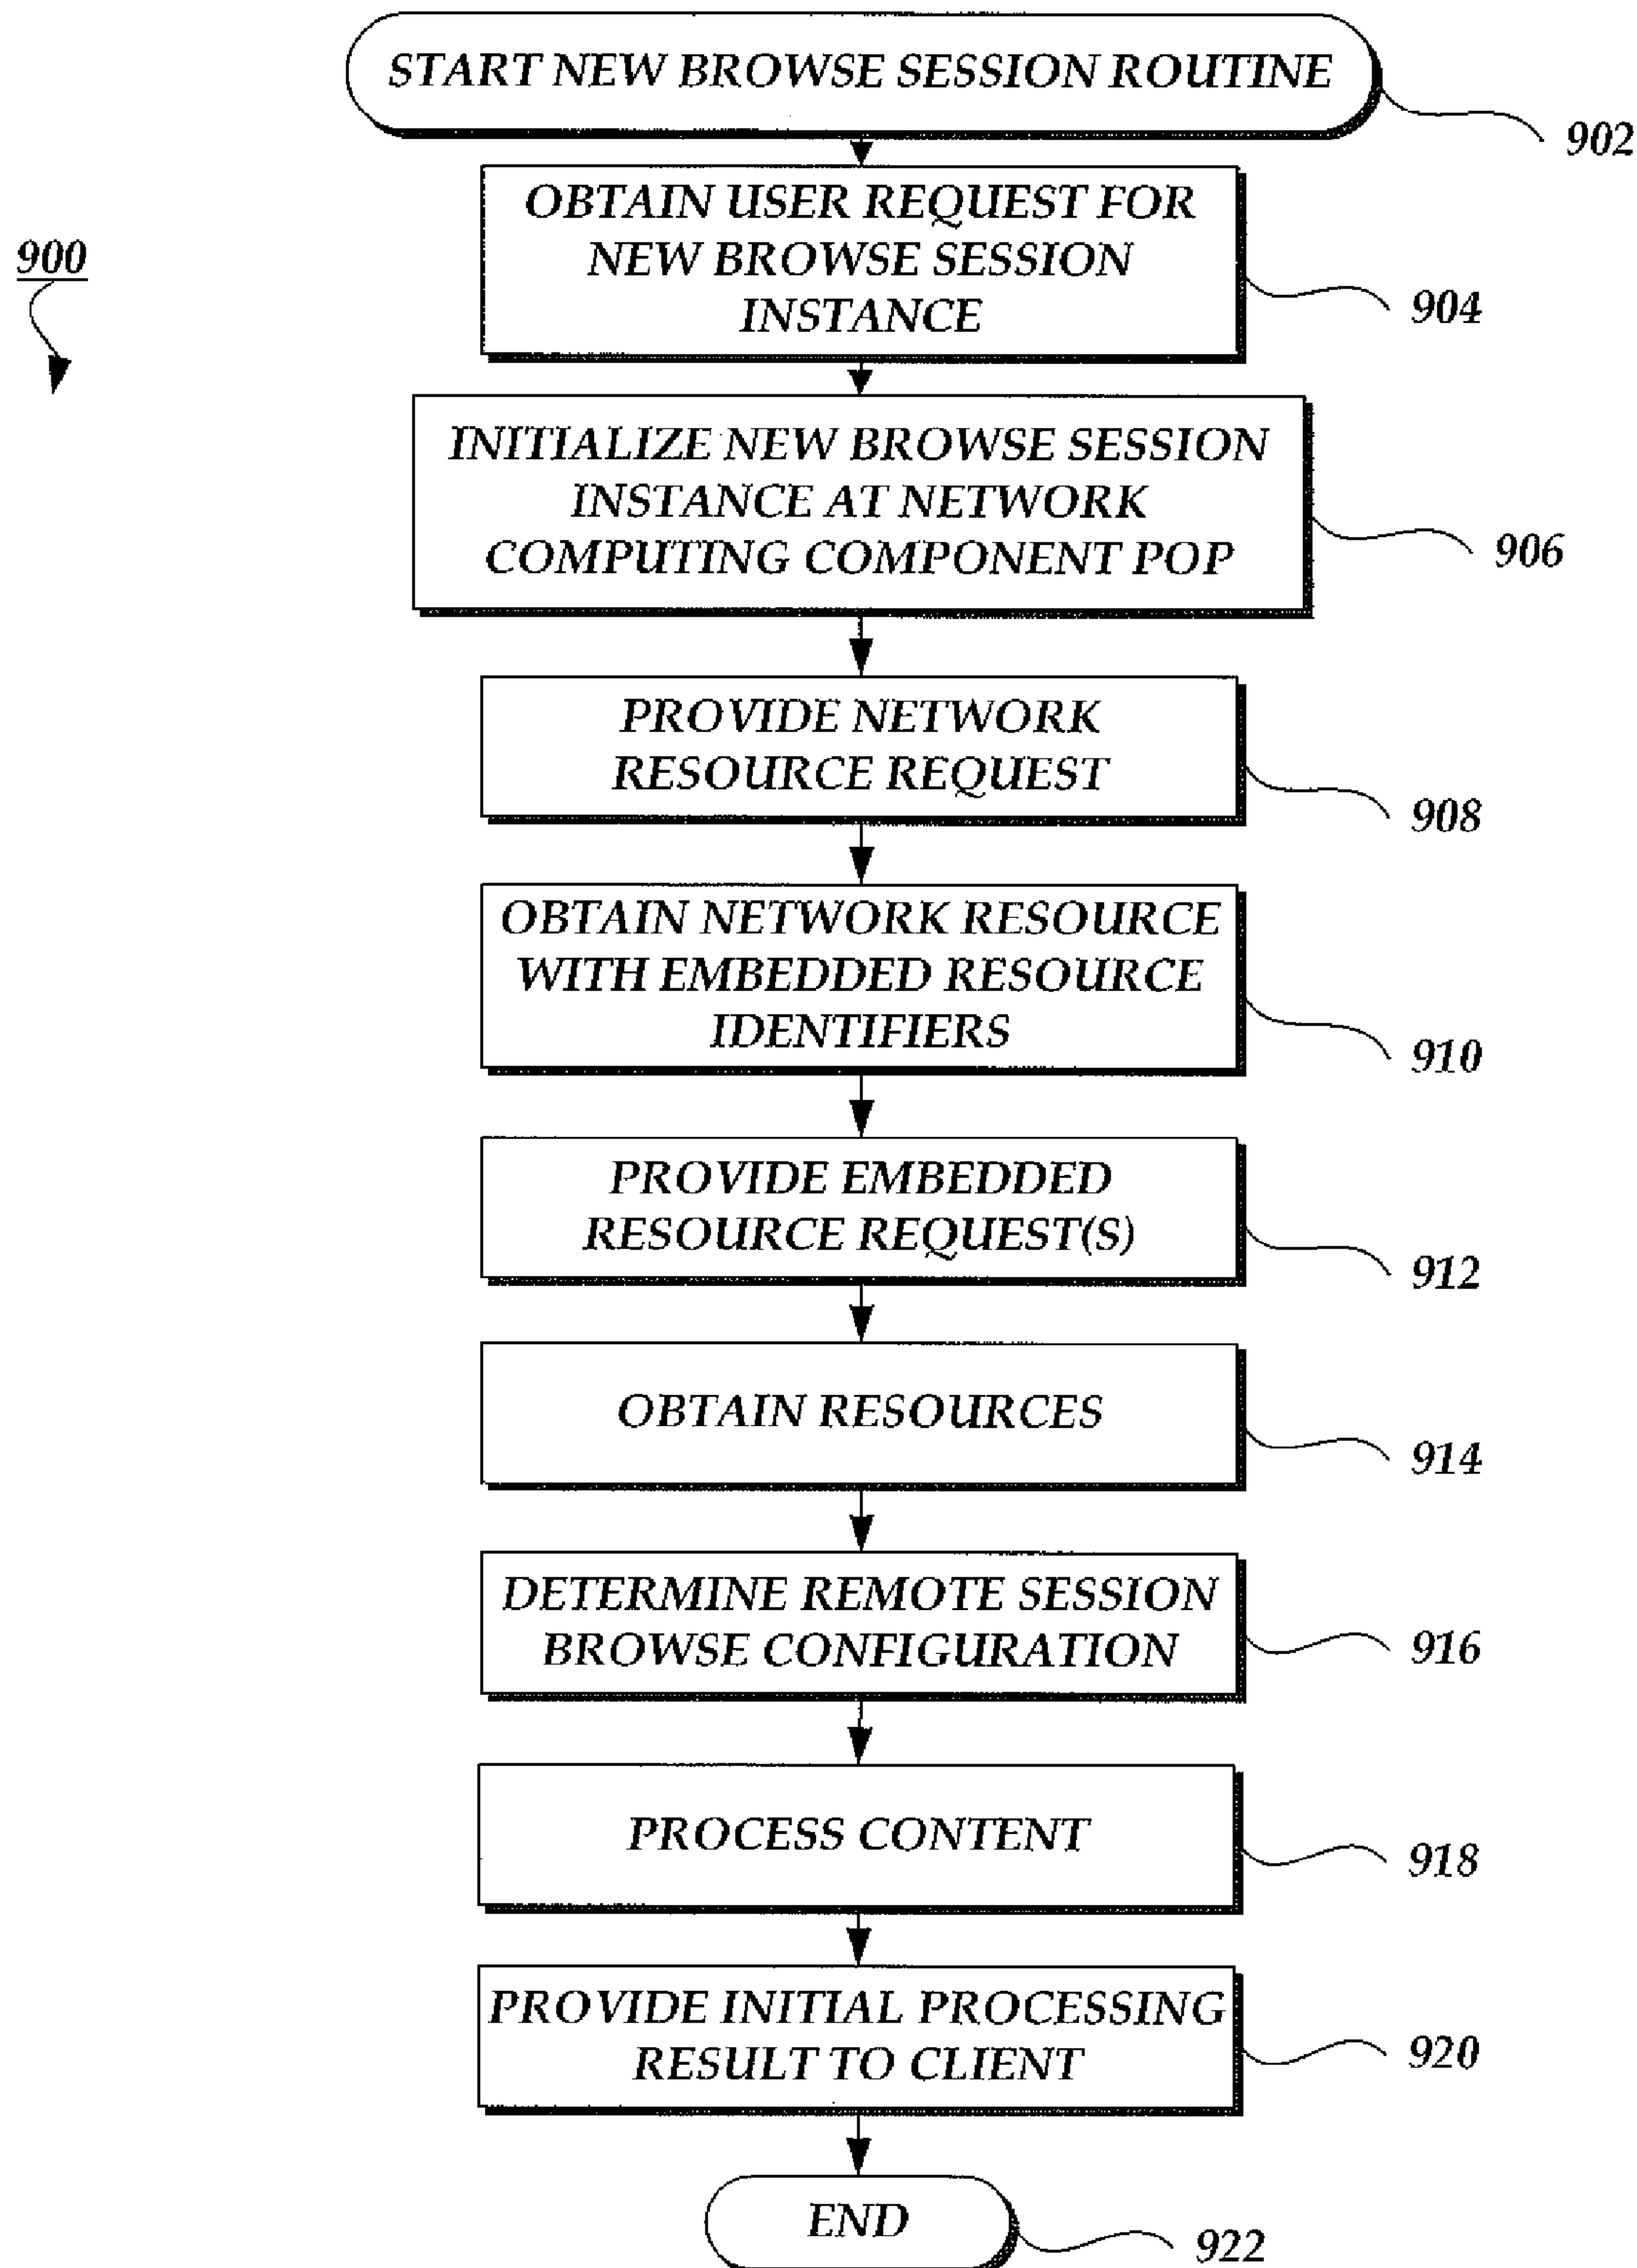 START NEW BROWSE SESSION ROUTINE
902
900
OBTAIN USER REQUEST FOR
NEW BROWSE SESSION
INSTANCE
904
INITIALIZE NEW BROWSE SESSION
INSTANCE AT NETWORK
COMPUTING COMPONENT POP
906
PROVIDE NETWORK
RESOURCE REQUEST
908
OBTAIN NETWORK RESOURCE
WITH EMBEDDED RESOURCE
IDENTIFIERS
910
PROVIDE EMBEDDED
RESOURCE REQUEST(S)
912
OBTAIN RESOURCES
914
DETERMINE REMOTE SESSION
BROWSE CONFIGURATION
916
PROCESS CONTENT
918
PROVIDE INITIAL PROCESSING
RESULT TO CLIENT
920
END
922